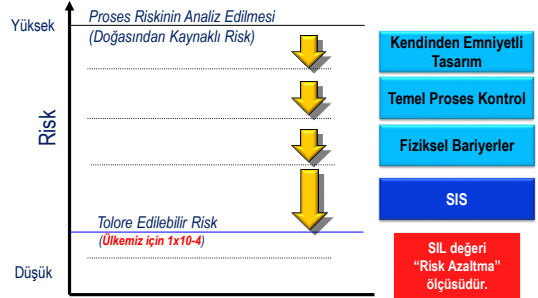 Yüksek
Proses Riskinin Analiz Edilmesi
(Doğasından Kaynaklı Risk)
Kendinden Emniyetli
Tasarım
Temel Proses Kontrol
Risk
Fiziksel Bariyerler
SIS
Tolore Edilebilir Risk
(Ülkemiz için 1x10-4)
SIL değeri
“Risk Azaltma”
ölçüsüdür.
Düşük